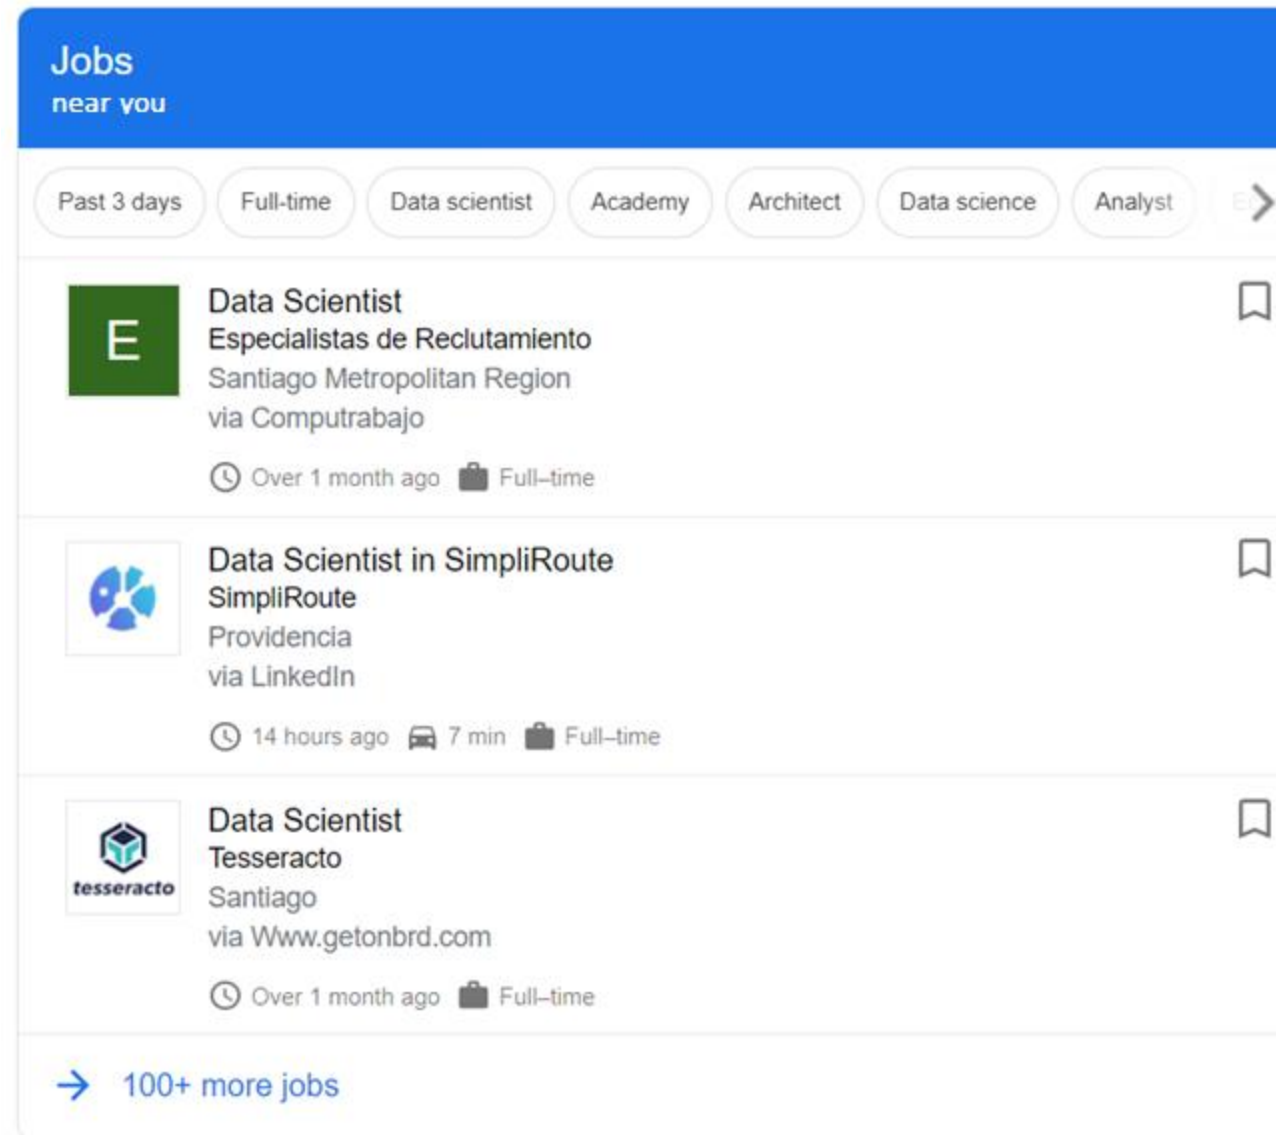 Jobs
near you
Past 3 days Full-time Data scientist Academy Architect Data science Analyst
E
Data Scientist
Especialistas de Reclutamiento
Santiago Metropolitan Region
via Computrabajo
Over 1 month ago Full–time
Data Scientist in SimpliRoute
SimpliRoute
Providencia
via LinkedIn
14 hours ago 7 min Full–time
tesseracto
Data Scientist
Tesseracto
Santiago
via Www.getonbrd.com
Over 1 month ago Full–time
100+ more jobs